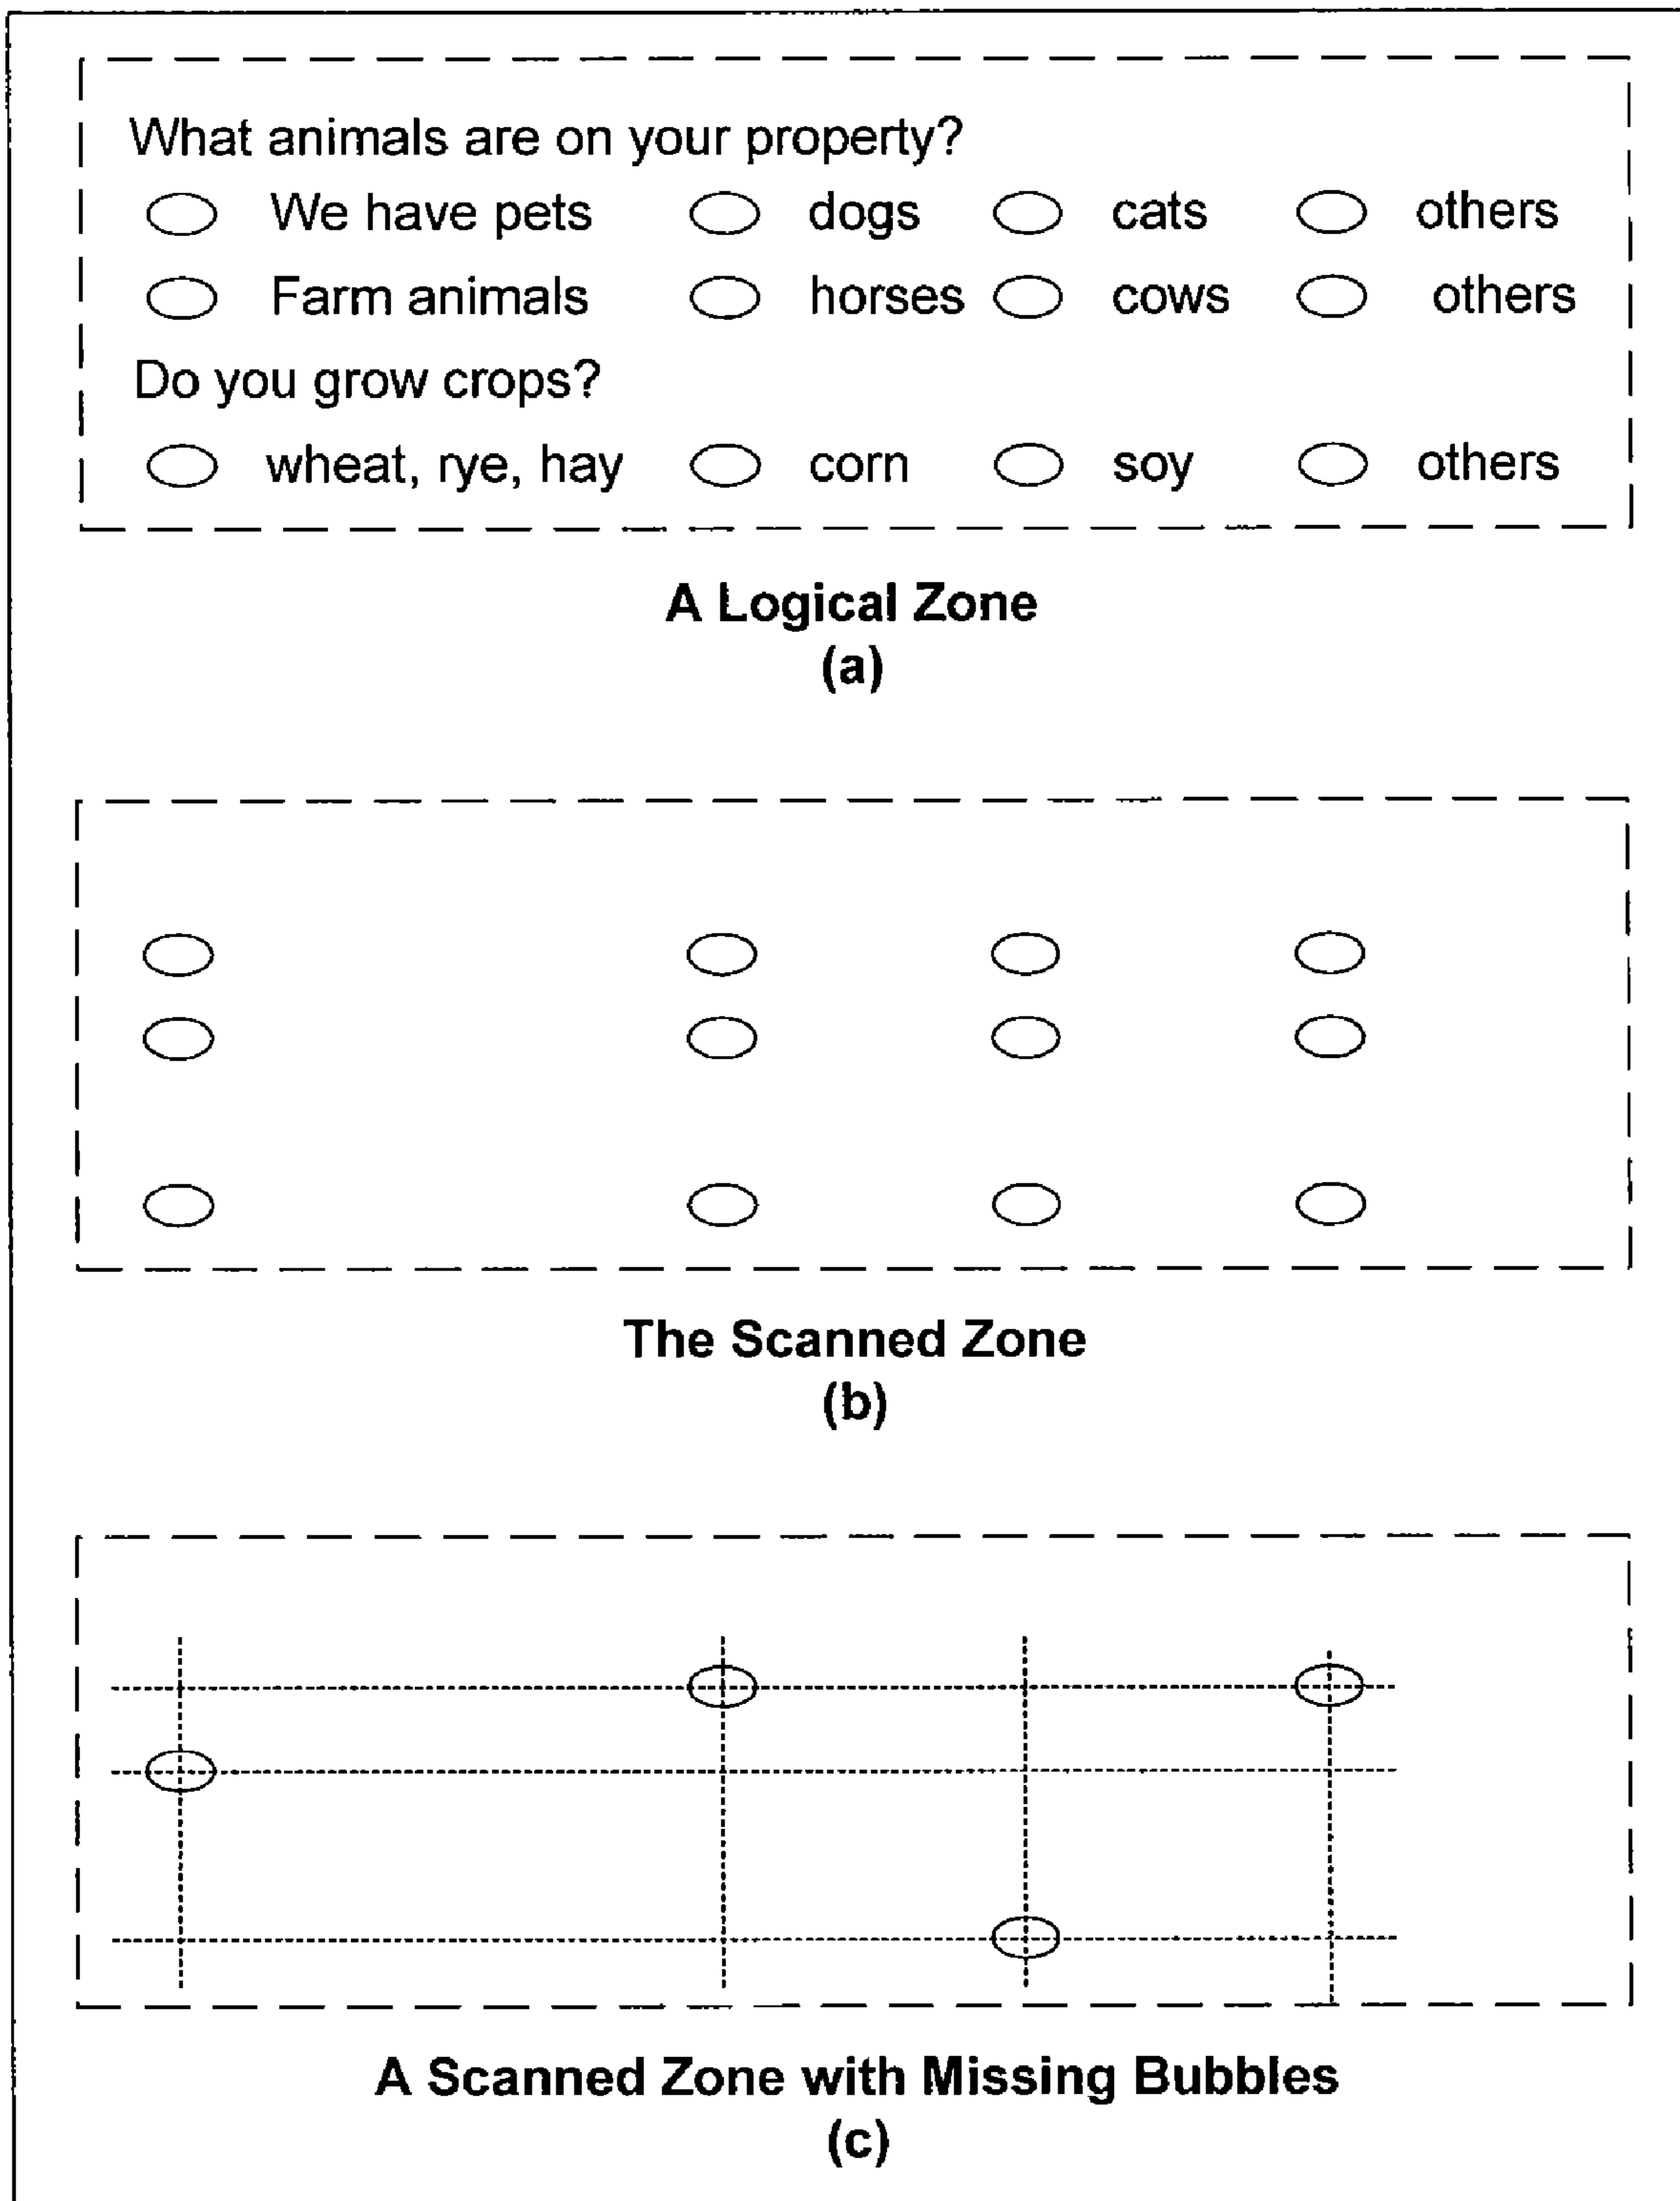 What animals are on your property?
We have pets dogs cats others
Farm animals horses cows others
Do you grow crops?
wheat, rye, hay corn soy others
A Logical Zone
(a)
The Scanned Zone
(b)
A Scanned Zone with Missing Bubbles
(c)